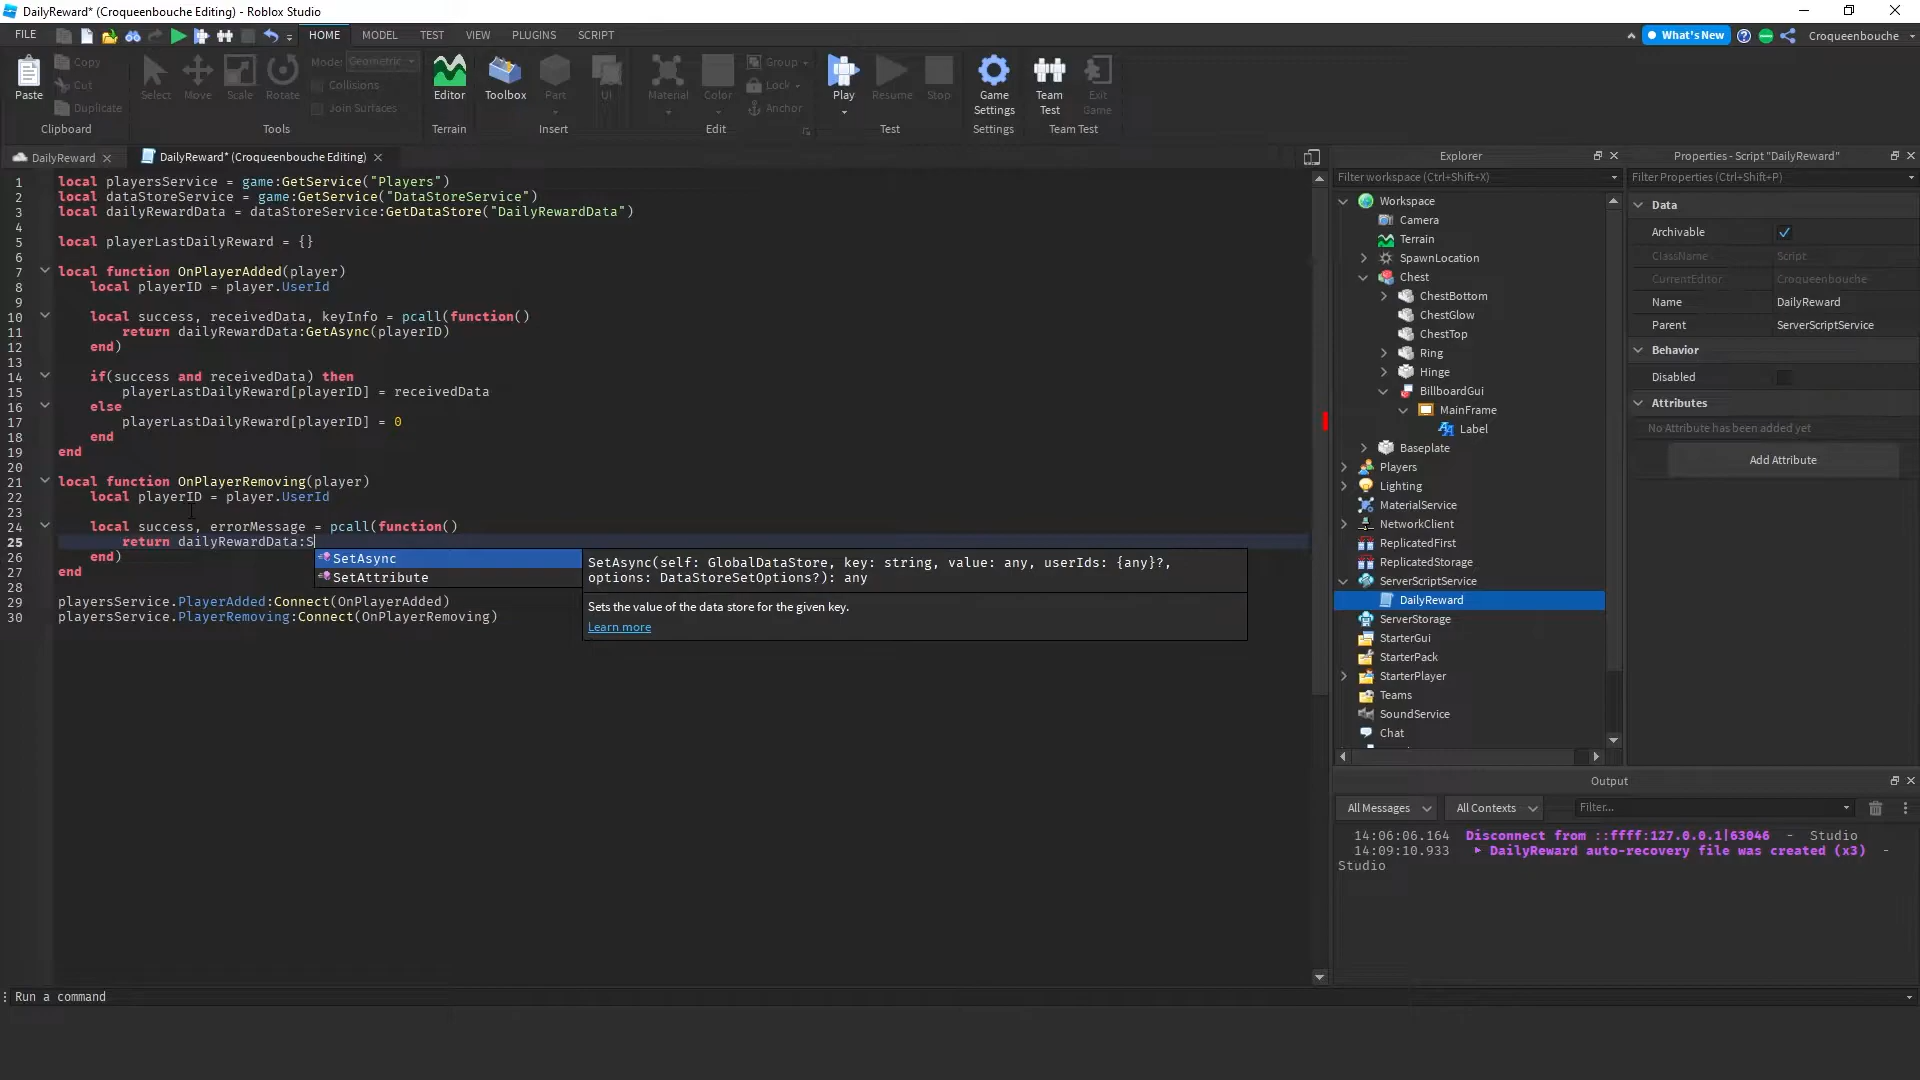 DailyReward* (Croqueenbouche Editing) - Roblox Studio
FILE HOME MODEL TEST VIEW PLUGINS SCRIPT What's New Croqueenbouche
Paste Copy Cut Duplicate Clipboard
Select Move Scale Rotate Mode: Geometric Collisions Join Surfaces Tools
Editor Terrain
Toolbox Part UI Insert
Material Color Group Lock Anchor Edit
Play Resume Stop Test
Game Settings Settings
Team Test Exit Game Team Test
DailyReward DailyReward* (Croqueenbouche Editing)
1 local playersService = game:GetService("Players")
2 local dataStoreService = game:GetService("DataStoreService")
3 local dailyRewardData = dataStoreService:GetDataStore("DailyRewardData")
4
5 local playerLastDailyReward = {}
6
7 local function OnPlayerAdded(player)
8 local playerID = player.UserId
9
10 local success, receivedData, keyInfo = pcall(function()
11 return dailyRewardData:GetAsync(playerID)
12 end)
13
14 if(success and receivedData) then
15 playerLastDailyReward[playerID] = receivedData
16 else
17 playerLastDailyReward[playerID] = 0
18 end
19 end
20
21 local function OnPlayerRemoving(player)
22 local playerID = player.UserId
23
24 local success, errorMessage = pcall(function()
25 return dailyRewardData:S
26 end)
27 end
28
29 playersService.PlayerAdded:Connect(OnPlayerAdded)
30 playersService.PlayerRemoving:Connect(OnPlayerRemoving)
SetAsync
SetAttribute
SetAsync(self: GlobalDataStore, key: string, value: any, userIds: {any}?,
options: DataStoreSetOptions?): any
Sets the value of the data store for the given key.
Learn more
Explorer
Filter workspace (Ctrl+Shift+X)
Workspace
Camera
Terrain
SpawnLocation
Chest
ChestBottom
ChestGlow
ChestTop
Ring
Hinge
BillboardGui
MainFrame
Label
Baseplate
Players
Lighting
MaterialService
NetworkClient
ReplicatedFirst
ReplicatedStorage
ServerScriptService
DailyReward
ServerStorage
StarterGui
StarterPack
StarterPlayer
Teams
SoundService
Chat
Properties - Script "DailyReward"
Filter Properties (Ctrl+Shift+P)
Data
Archivable
ClassName Script
CurrentEditor Croqueenbouche
Name DailyReward
Parent ServerScriptService
Behavior
Disabled
Attributes
No Attribute has been added yet
Add Attribute
Output
All Messages All Contexts Filter...
14:06:06.164 Disconnect from ::ffff:127.0.0.1|63046 - Studio
14:09:10.933 DailyReward auto-recovery file was created (x3) -
Studio
Run a command